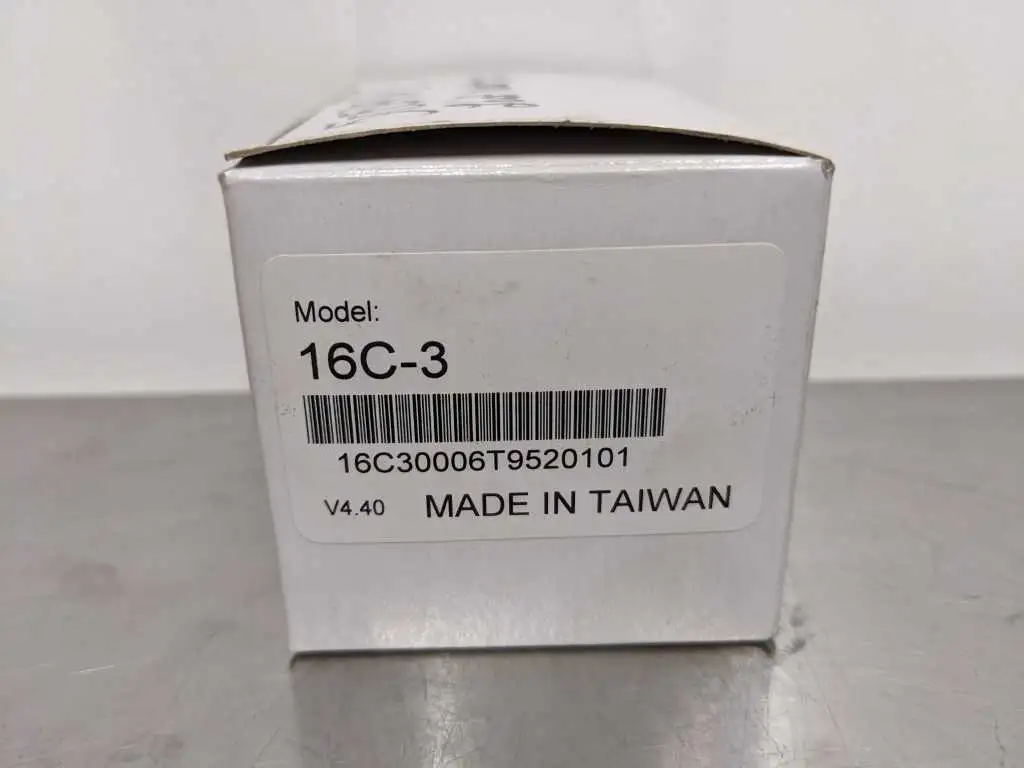 Model:
16C-3
16C30006T9520101
V4.40 MADE IN TAIWAN